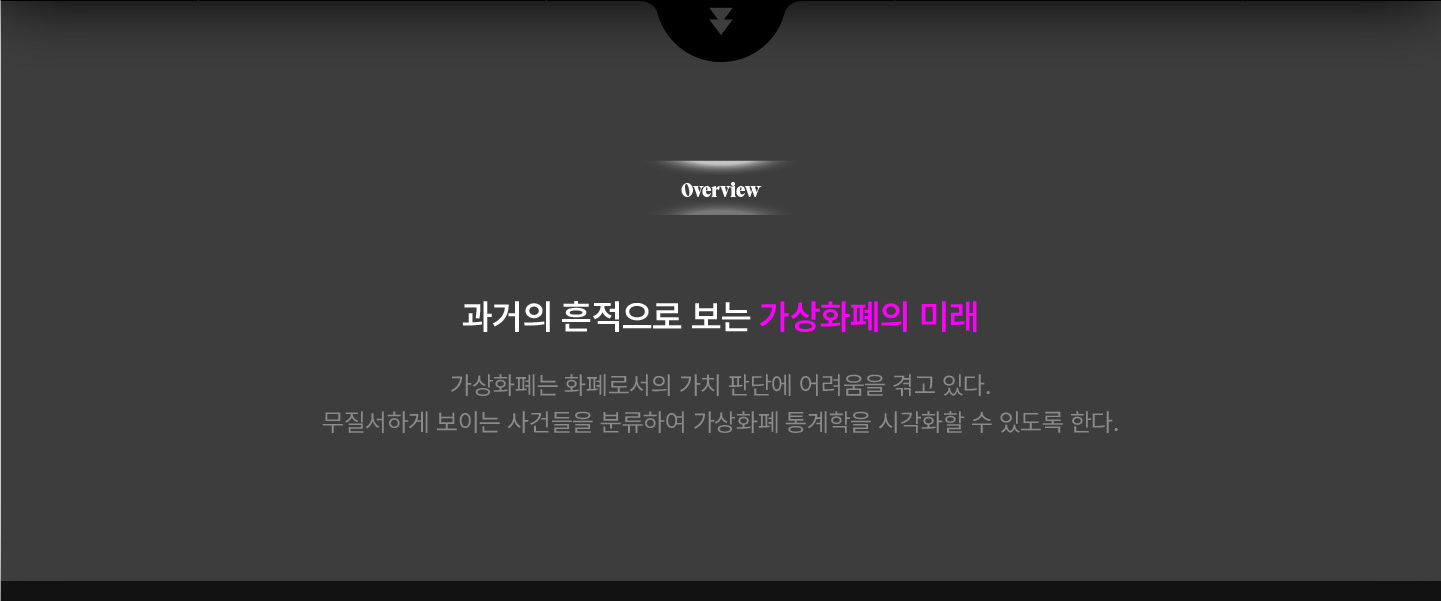 Overview
과거의 흔적으로 보는 가상화폐의 미래
가상화폐는 화폐로서의 가치 판단에 어려움을 겪고 있다.
무질서하게 보이는 사건들을 분류하여 가상화폐 통계학을 시각화할 수 있도록 한다.